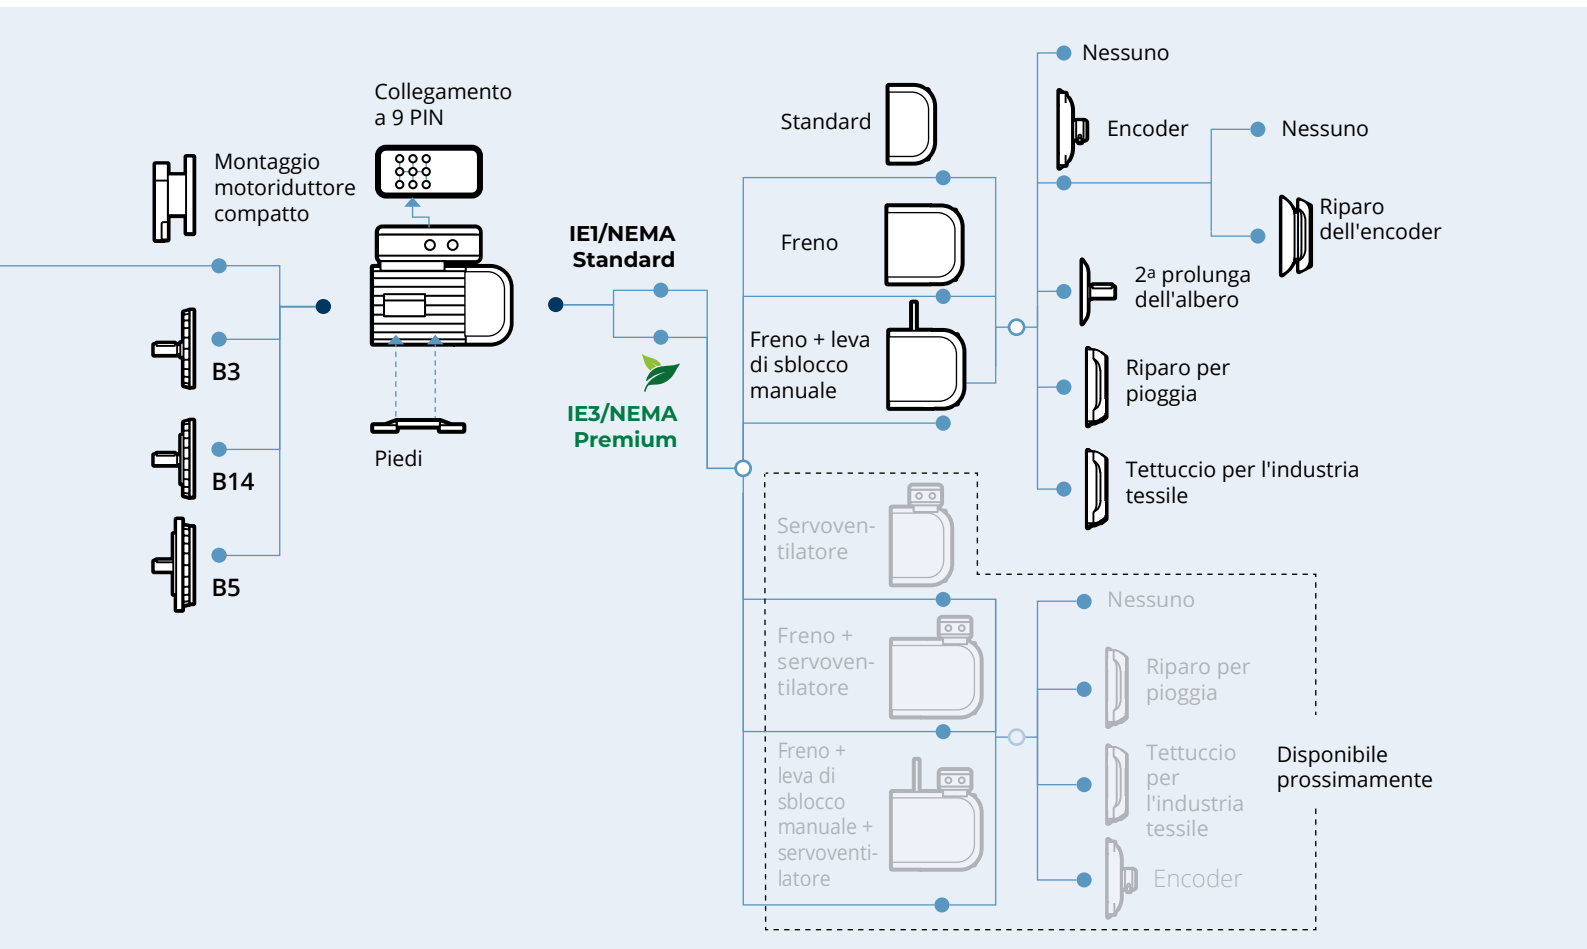 Collegamento
a 9 PIN
Montaggio
motoriduttore
compatto
B3
B14
B5
Piedi
IE1/NEMA
Standard
IE3/NEMA
Premium
Standard
Freno
Freno + leva
di sblocco
manuale
Nessuno
Encoder
Nessuno
Riparo
dell'encoder
2ª prolunga
dell'albero
Riparo per
pioggia
Tettuccio per l'industria
tessile
Servoven-
tilatore
Freno +
servoven-
tilatore
Freno +
leva di
sblocco
manuale +
servoventi-
latore
Nessuno
Riparo per
pioggia
Tettuccio
per
l'industria
tessile
Encoder
Disponibile
prossimamente